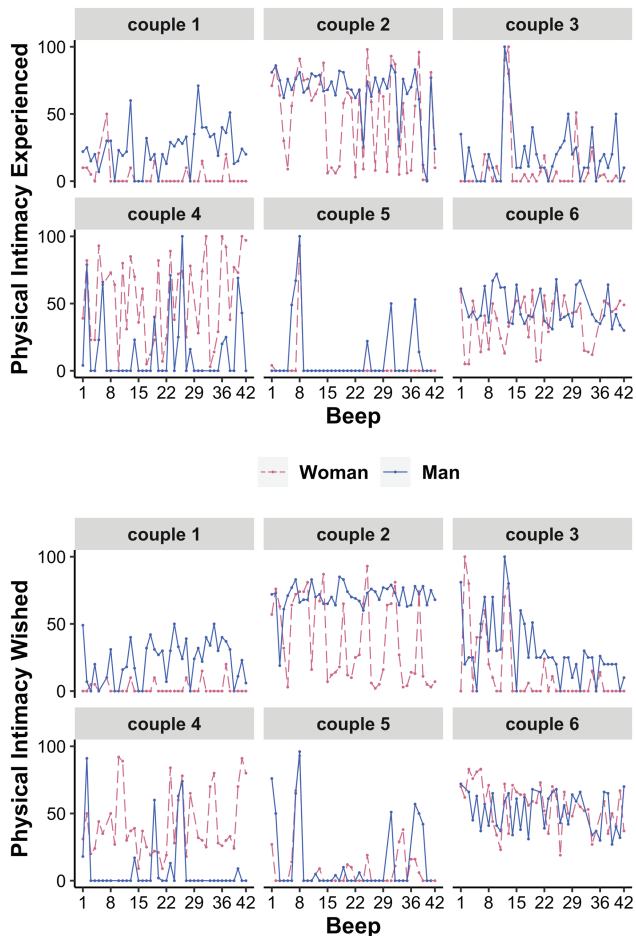 couple 1 couple 2 couple 3
100
50
0
Physical Intimacy Experienced
couple 4 couple 5 couple 6
100
50
0
1 8 15 22 29 36 42 1 8 15 22 29 36 42 1 8 15 22 29 36 42
Beep
Woman Man
couple 1 couple 2 couple 3
100
50
0
Physical Intimacy Wished
couple 4 couple 5 couple 6
100
50
0
1 8 15 22 29 36 42 1 8 15 22 29 36 42 1 8 15 22 29 36 42
Beep